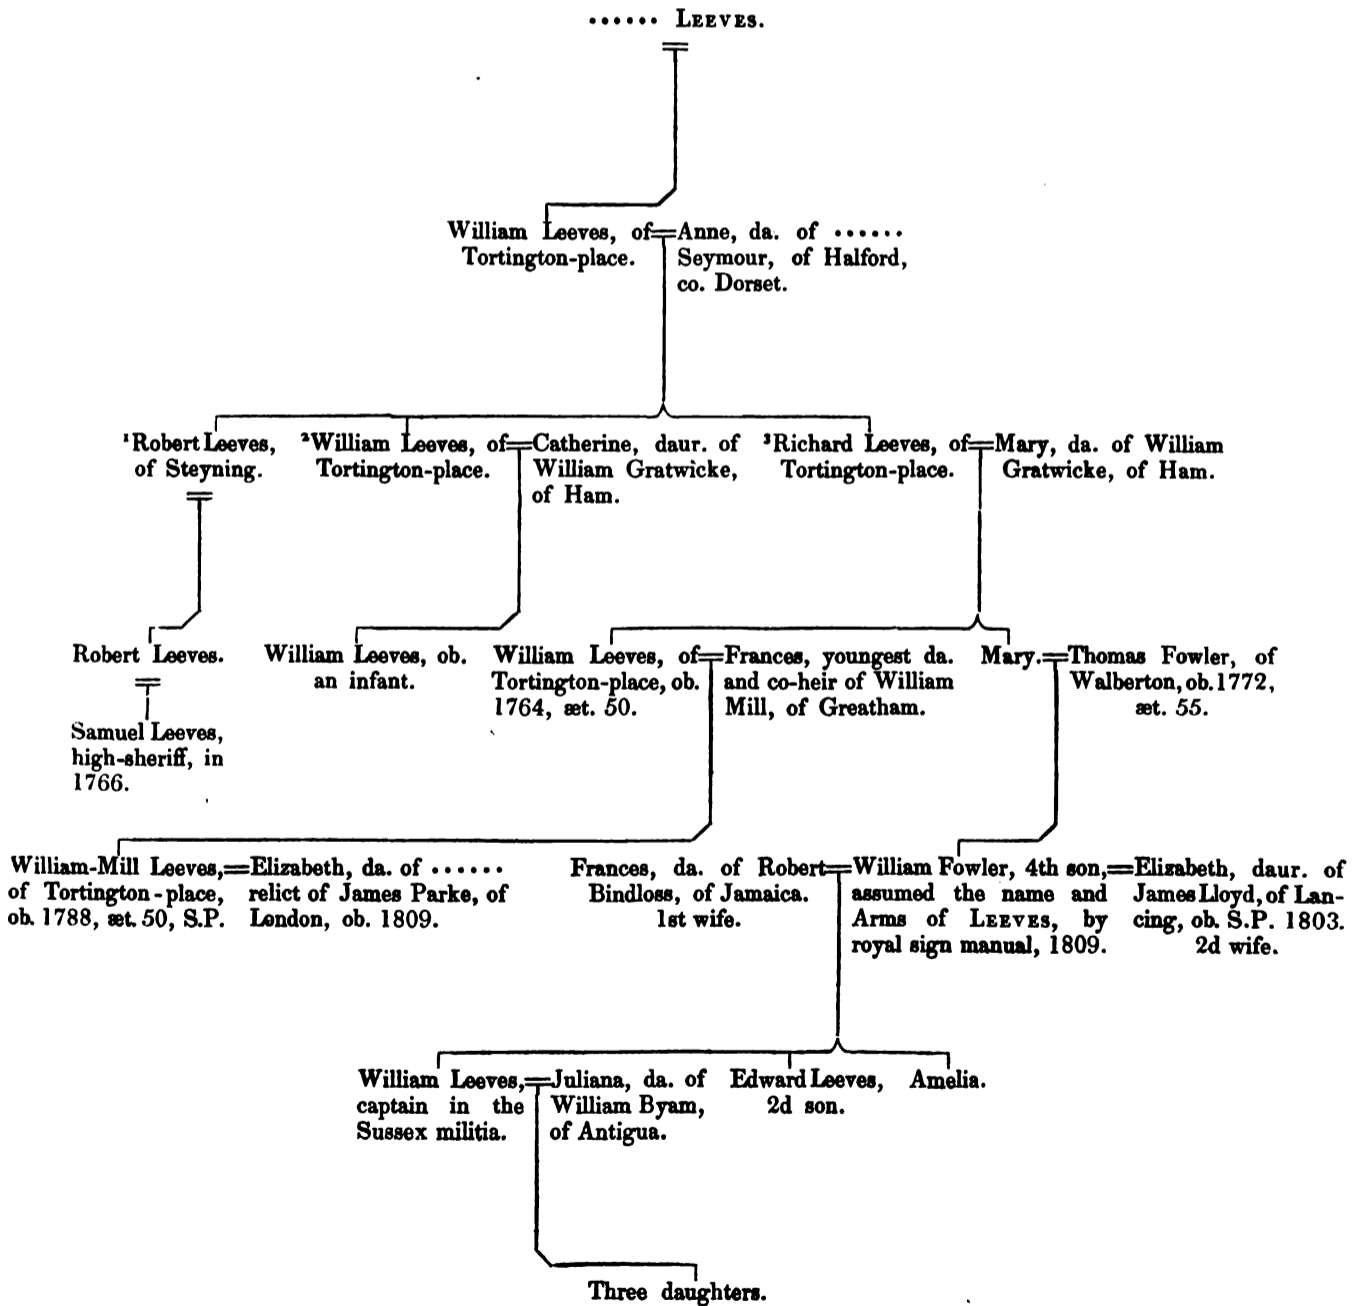 ...... LEEVES.
William Leeves, of
Tortington-place.
Anne, da. of ......
Seymour, of Halford,
co. Dorset.
¹Robert Leeves,
of Steyning.
²William Leeves, of
Tortington-place.
Catherine, daur. of
William Gratwicke,
of Ham.
³Richard Leeves, of
Tortington-place.
Mary, da. of William
Gratwicke, of Ham.
Robert Leeves.
William Leeves, ob.
an infant.
William Leeves, of
Tortington-place, ob.
1764, æt. 50.
Frances, youngest da.
and co-heir of William
Mill, of Greatham.
Mary.
Thomas Fowler, of
Walberton, ob. 1772,
æt. 55.
Samuel Leeves,
high-sheriff, in
1766.
William-Mill Leeves,
of Tortington-place,
ob. 1788, æt. 50, S.P.
Elizabeth, da. of ......
relict of James Parke, of
London, ob. 1809.
Frances, da. of Robert
Bindloss, of Jamaica.
1st wife.
William Fowler, 4th son,
assumed the name and
Arms of LEEVES, by
royal sign manual, 1809.
Elizabeth, daur. of
James Lloyd, of Lan-
cing, ob. S.P. 1803.
2d wife.
William Leeves,
captain in the
Sussex militia.
Juliana, da. of
William Byam,
of Antigua.
Edward Leeves,
2d son.
Amelia.
Three daughters.